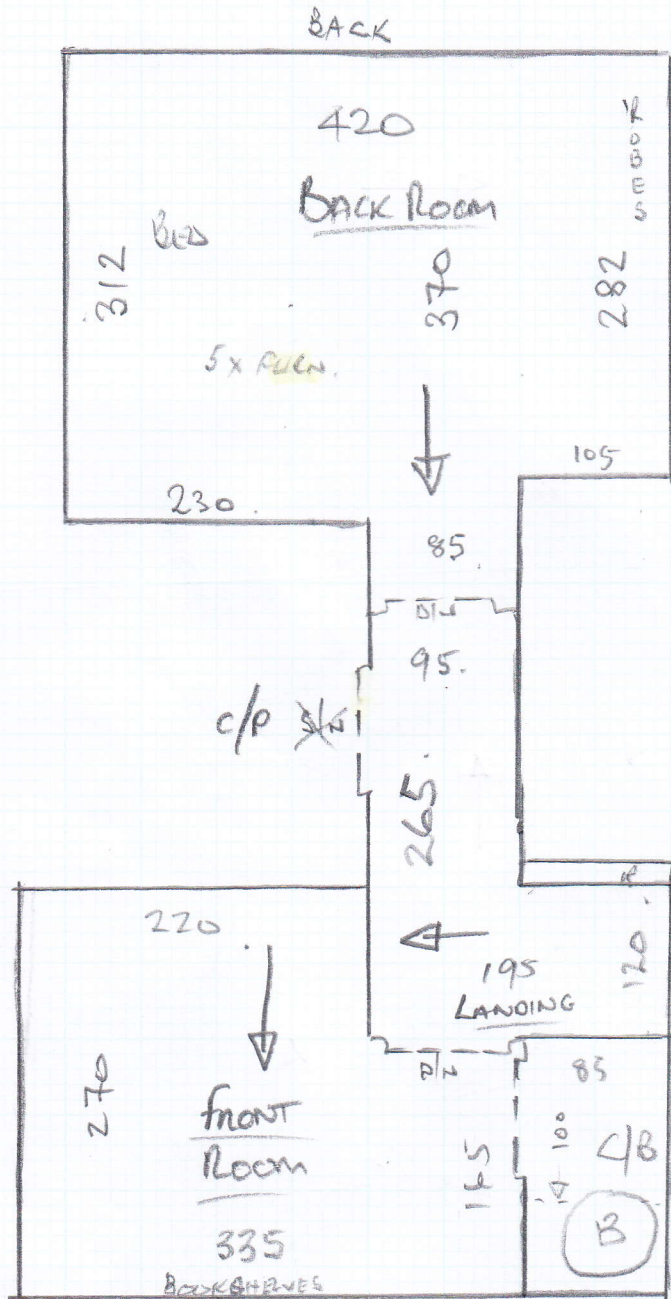 BACK
420
ROBES
BACK ROOM
BED
312
370
282
5 x FURN.
105
230.
85
95.
C/P
265.
220
195
LANDING
120
270
FRONT
ROOM
165
85
100
C/B
B
335
BOOKSHELVES